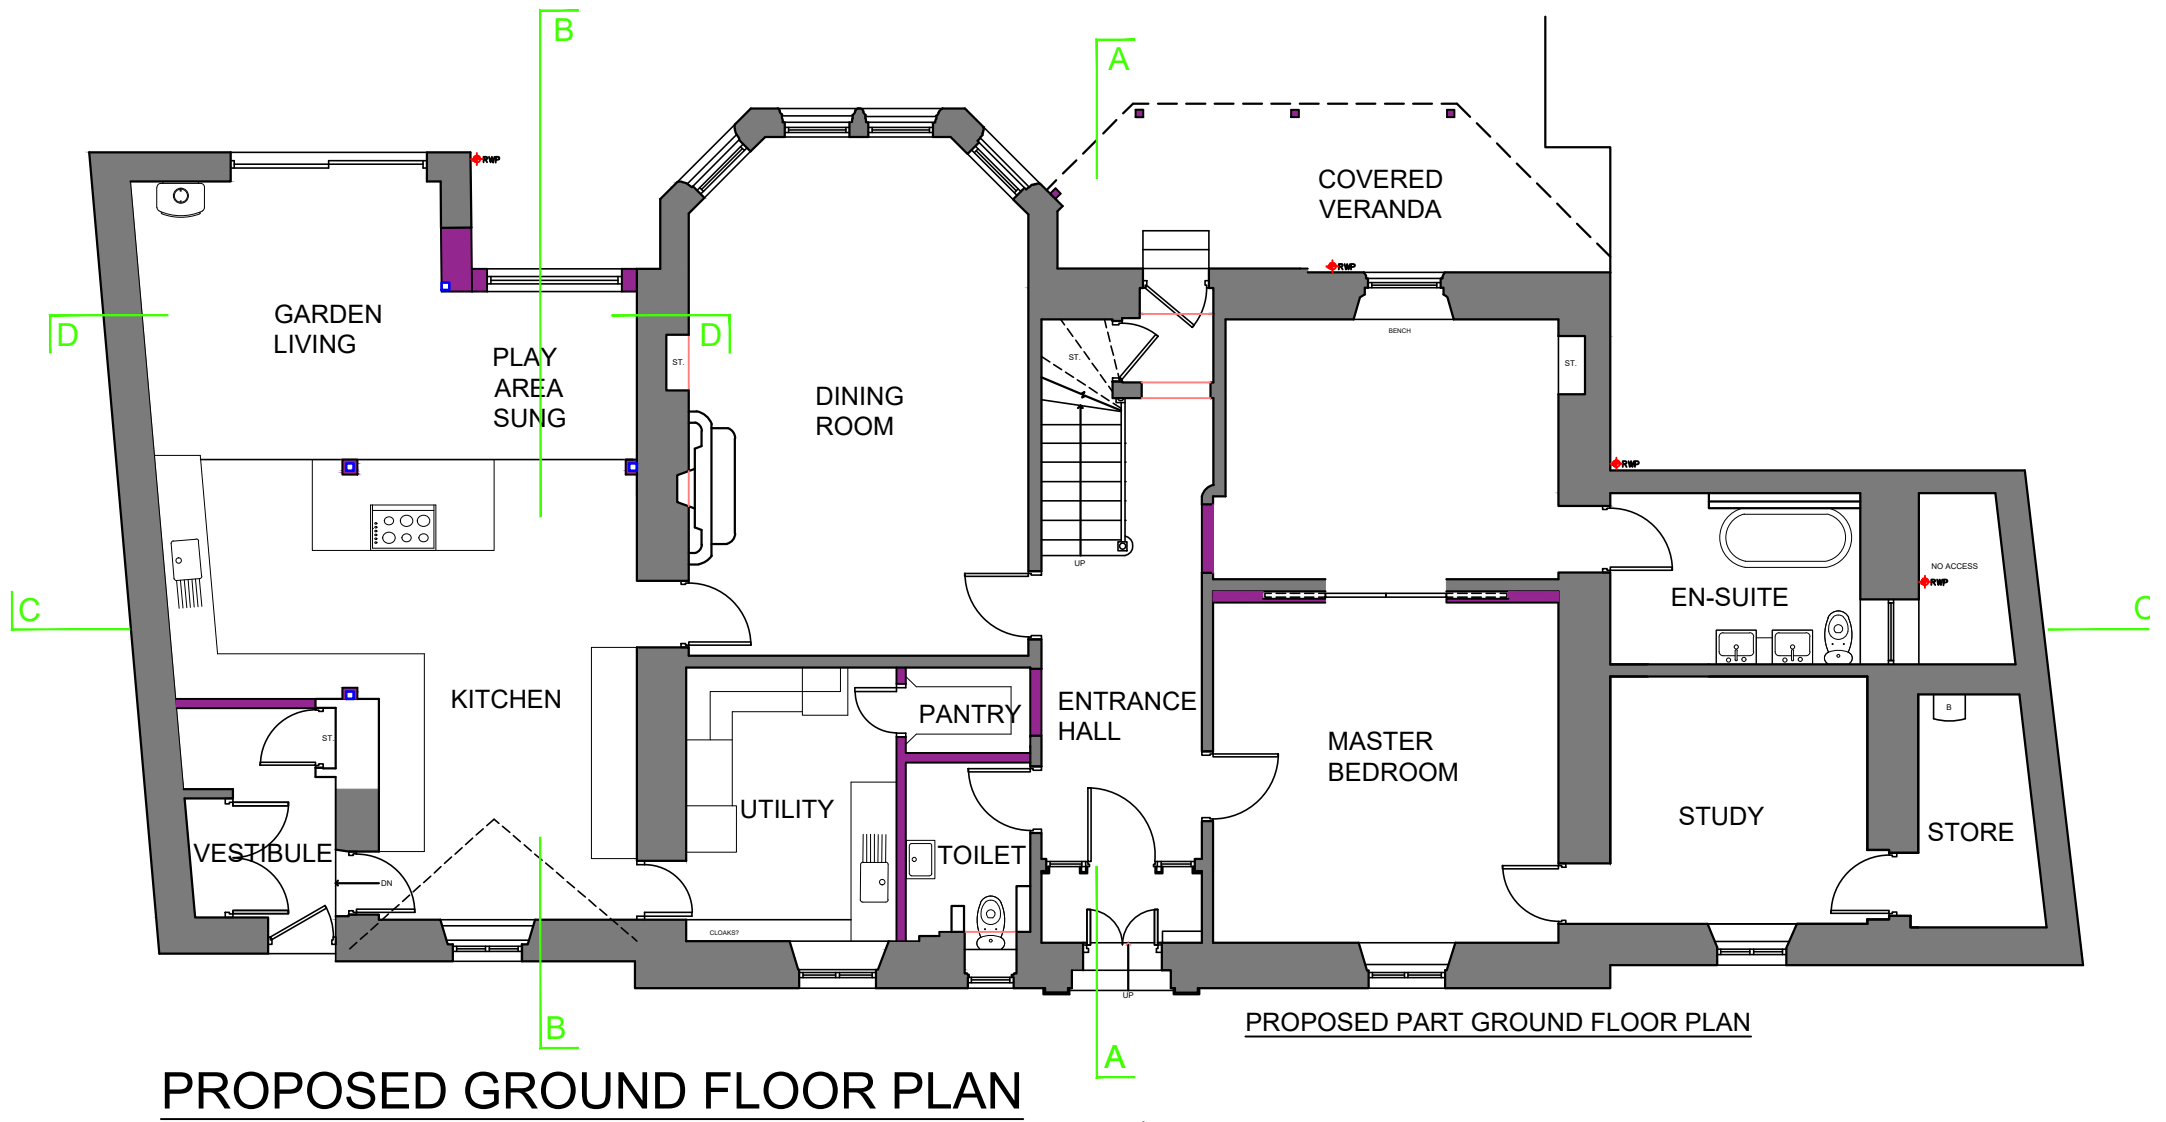 B
A
RWP
COVERED
VERANDA
RWP
GARDEN
LIVING
D
D
BENCH
PLAY
AREA
SUNG
ST.
ST.
ST.
DINING
ROOM
RWP
UP
NO ACCESS
RWP
C
C
EN-SUITE
KITCHEN
PANTRY
ENTRANCE
HALL
B
ST.
MASTER
BEDROOM
UTILITY
STUDY
STORE
VESTIBULE
TOILET
DN
CLOAKS?
UP
B
A
PROPOSED PART GROUND FLOOR PLAN
PROPOSED GROUND FLOOR PLAN